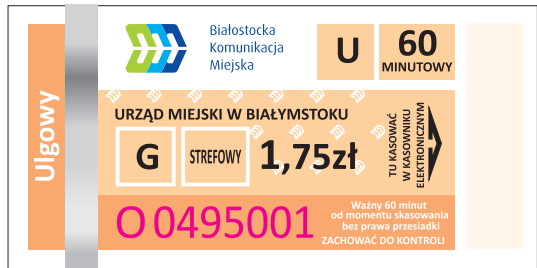 Ulgowy
Białostocka
Komunikacja
Miejska
U
60
MINUTOWY
URZĄD MIEJSKI W BIAŁYMSTOKU
G
STREFOWY
1,75zł
TU KASOWAĆ
W KASOWNIKU
ELEKTRONICZNYM
O 0495001
Ważny 60 minut
od momentu skasowania
bez prawa przesiadki
ZACHOWAĆ DO KONTROLI